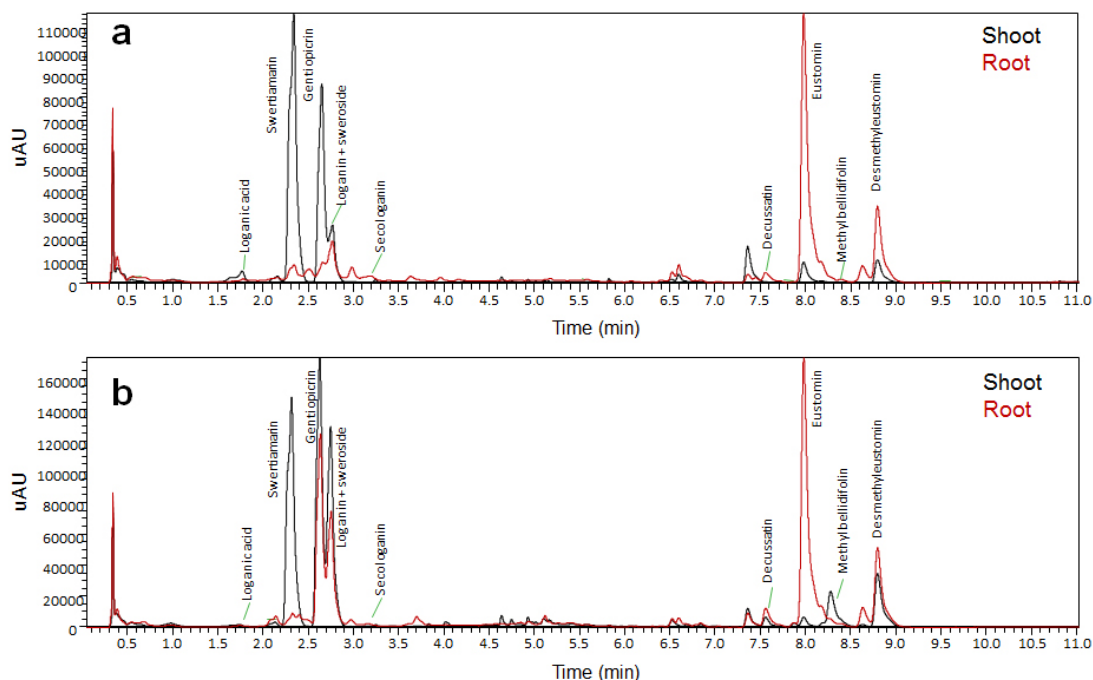 a
Shoot
Root
uAU
110000
100000
90000
80000
70000
60000
50000
40000
30000
20000
10000
0
Loganic acid
Swertiamarin
Gentiopicrin
Loganin + sweroside
Secologanin
Decussatin
Eustomin
Methylbellidifolin
Desmethyleustomin
0.5 1.0 1.5 2.0 2.5 3.0 3.5 4.0 4.5 5.0 5.5 6.0 6.5 7.0 7.5 8.0 8.5 9.0 9.5 10.0 10.5 11.0
Time (min)
b
Shoot
Root
uAU
160000
140000
120000
100000
80000
60000
40000
20000
0
Loganic acid
Swertiamarin
Gentiopicrin
Loganin + sweroside
Secologanin
Decussatin
Eustomin
Methylbellidifolin
Desmethyleustomin
0.5 1.0 1.5 2.0 2.5 3.0 3.5 4.0 4.5 5.0 5.5 6.0 6.5 7.0 7.5 8.0 8.5 9.0 9.5 10.0 10.5 11.0
Time (min)